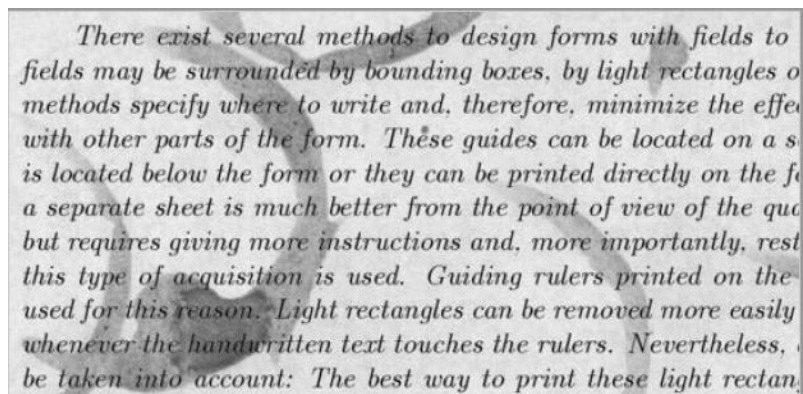 There exist several methods to design forms with fields to
fields may be surrounded by bounding boxes, by light rectangles o
methods specify where to write and, therefore, minimize the effe
with other parts of the form. These guides can be located on a s
is located below the form or they can be printed directly on the f
a separate sheet is much better from the point of view of the qua
but requires giving more instructions and, more importantly, rest
this type of acquisition is used. Guiding rulers printed on the
used for this reason. Light rectangles can be removed more easily
whenever the handwritten text touches the rulers. Nevertheless,
be taken into account: The best way to print these light rectan